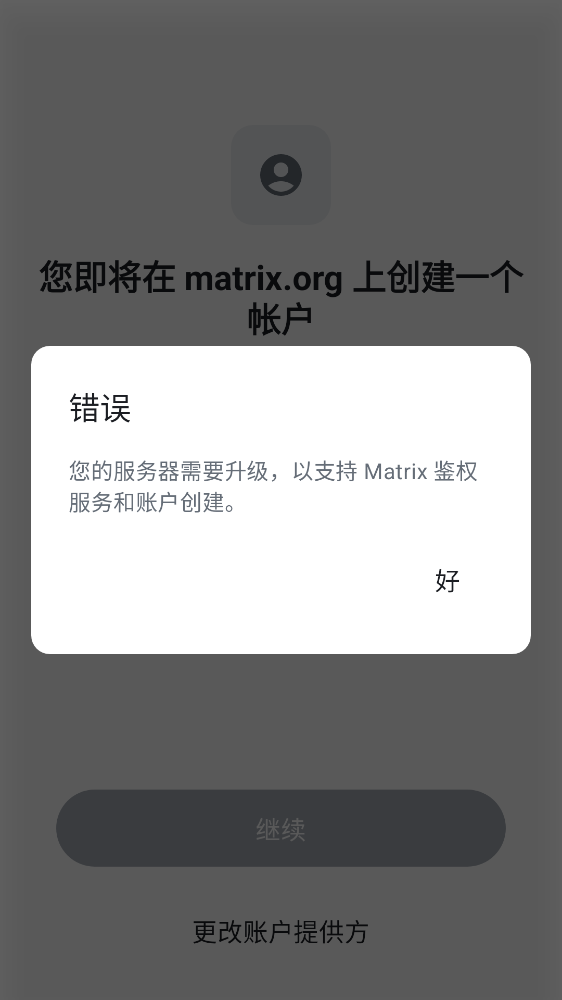 您即将在 matrix.org 上创建一个
帐户
错误
您的服务器需要升级，以支持 Matrix 鉴权
服务和账户创建。
好
继续
更改账户提供方